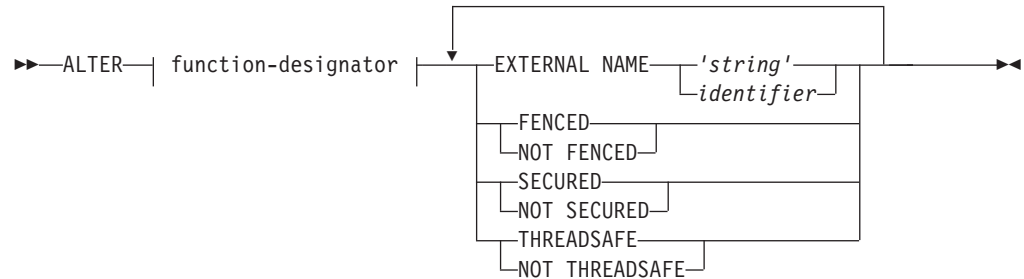 ALTER function-designator EXTERNAL NAME 'string'
identifier
FENCED
NOT FENCED
SECURED
NOT SECURED
THREADSAFE
NOT THREADSAFE